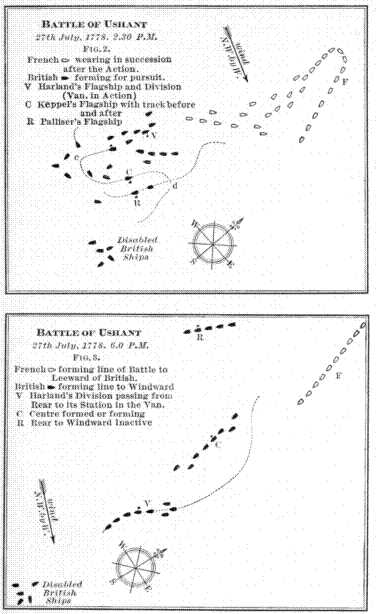 BATTLE OF USHANT
27th July, 1778. 2.30 P.M.
FIG. 2.
French wearing in succession
after the Action.
British forming for pursuit.
V Harland's Flagship and Division
(Van. in Action)
C Keppel's Flagship with track before
and after
R Palliser's Flagship
wind
N.W.by W.
F
V
c
C
R
d
Disabled
British
Ships
W
N
S
E
BATTLE OF USHANT
27th July, 1778. 6.0 P.M.
FIG. 3.
French forming line of Battle to
Leeward of British.
British forming line to Windward
V Harland's Division passing from
Rear to its Station in the Van.
C Centre formed or forming
R Rear to Windward Inactive
R
F
C
wind
N.W.by W.
V
W
N
S
E
Disabled
British
Ships